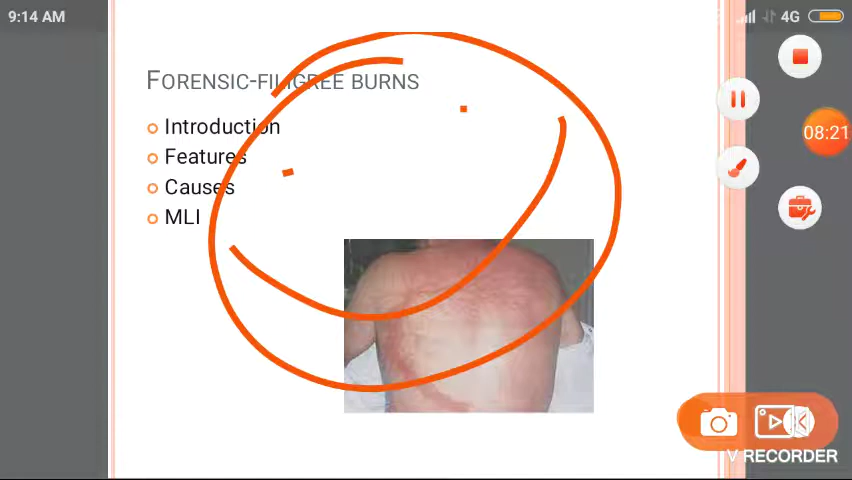 9:14 AM
4G
FORENSIC-FILIGREE BURNS
Introduction
Features
Causes
MLI
08:21
V RECORDER